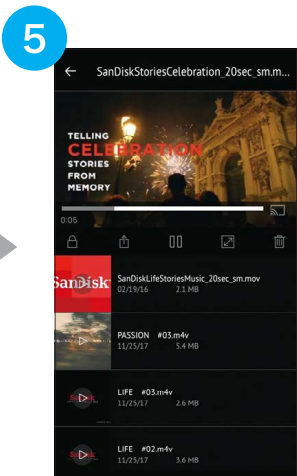 5
SanDiskStoriesCelebration_20sec_sm.m...
TELLING
CELEBRATION
STORIES
FROM
MEMORY
0:05
SanDisk
SanDiskLifeStoriesMusic_20sec_sm.mov
02/19/16 2.1 MB
PASSION #03.m4v
11/25/17 5.4 MB
LIFE #03.m4v
11/25/17 2.6 MB
LIFE #02.m4v
11/25/17 3.6 MB